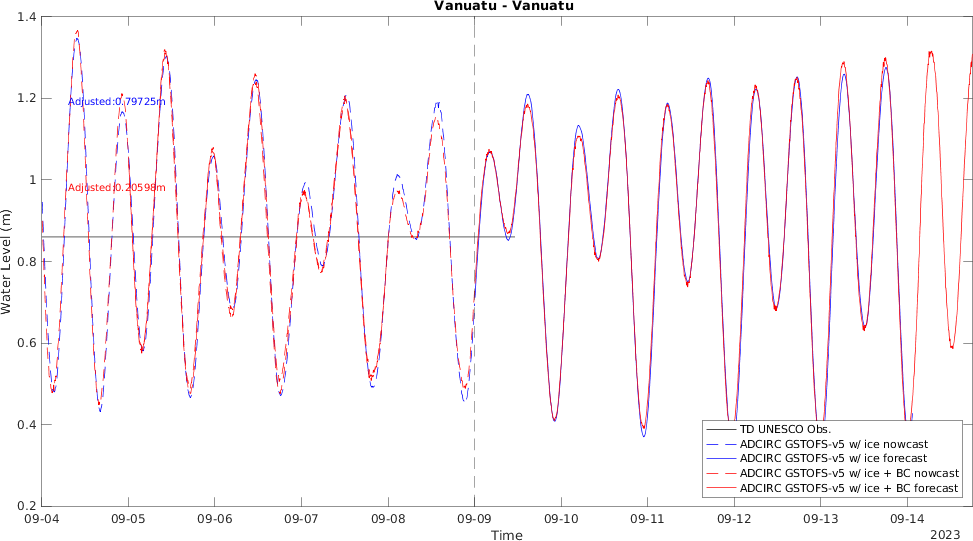 Vanuatu - Vanuatu
1.4
1.2
1
0.8
0.6
0.4
0.2
Water Level (m)
Adjusted:0.79725m
Adjusted:0.20598m
TD UNESCO Obs.
ADCIRC GSTOFS-v5 w/ ice nowcast
ADCIRC GSTOFS-v5 w/ ice forecast
ADCIRC GSTOFS-v5 w/ ice + BC nowcast
ADCIRC GSTOFS-v5 w/ ice + BC forecast
09-04 09-05 09-06 09-07 09-08 09-09 09-10 09-11 09-12 09-13 09-14
Time
2023